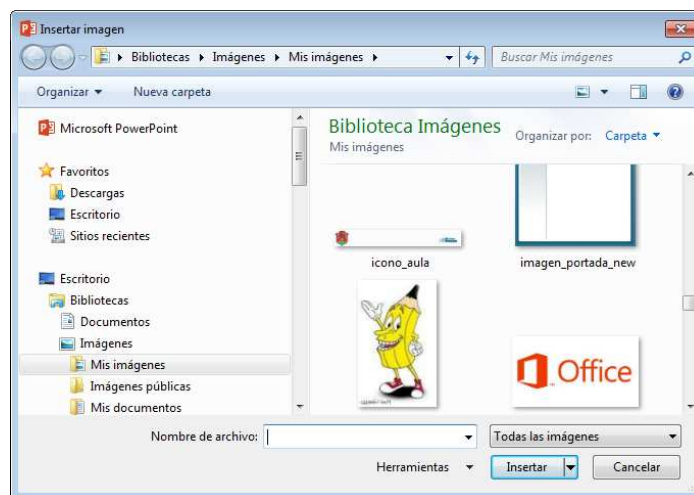 Insertar imagen
Bibliotecas Imágenes Mis imágenes
Buscar Mis imágenes
Organizar
Nueva carpeta
Microsoft PowerPoint
Favoritos
Descargas
Escritorio
Sitios recientes
Escritorio
Bibliotecas
Documentos
Imágenes
Mis imágenes
Imágenes públicas
Mis documentos
Biblioteca Imágenes
Mis imágenes
Organizar por: Carpeta
icono_aula
imagen_portada_new
Office
Nombre de archivo:
Todas las imágenes
Herramientas
Insertar
Cancelar